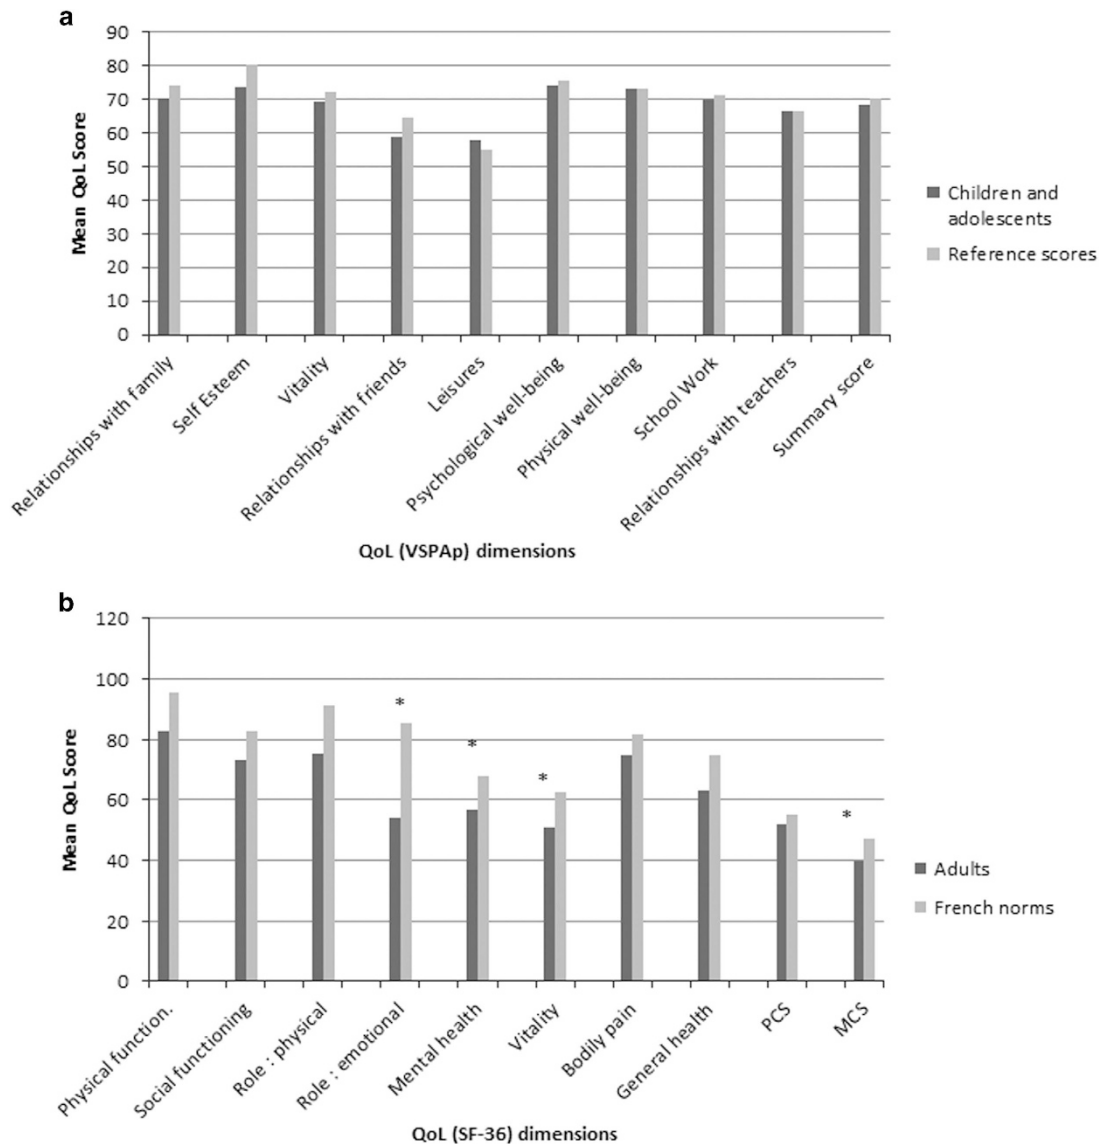 a
90
80
70
60
50
40
30
20
10
0
Mean QoL Score
Relationships with family
Self Esteem
Vitality
Relationships with friends
Leisures
Psychological well-being
Physical well-being
School Work
Relationships with teachers
Summary score
QoL (VSPAp) dimensions
Children and
adolescents
Reference scores
b
120
100
80
60
40
20
0
Mean QoL Score
*
*
*
*
Physical function.
Social functioning
Role : physical
Role : emotional
Mental health
Vitality
Bodily pain
General health
PCS
MCS
QoL (SF-36) dimensions
Adults
French norms